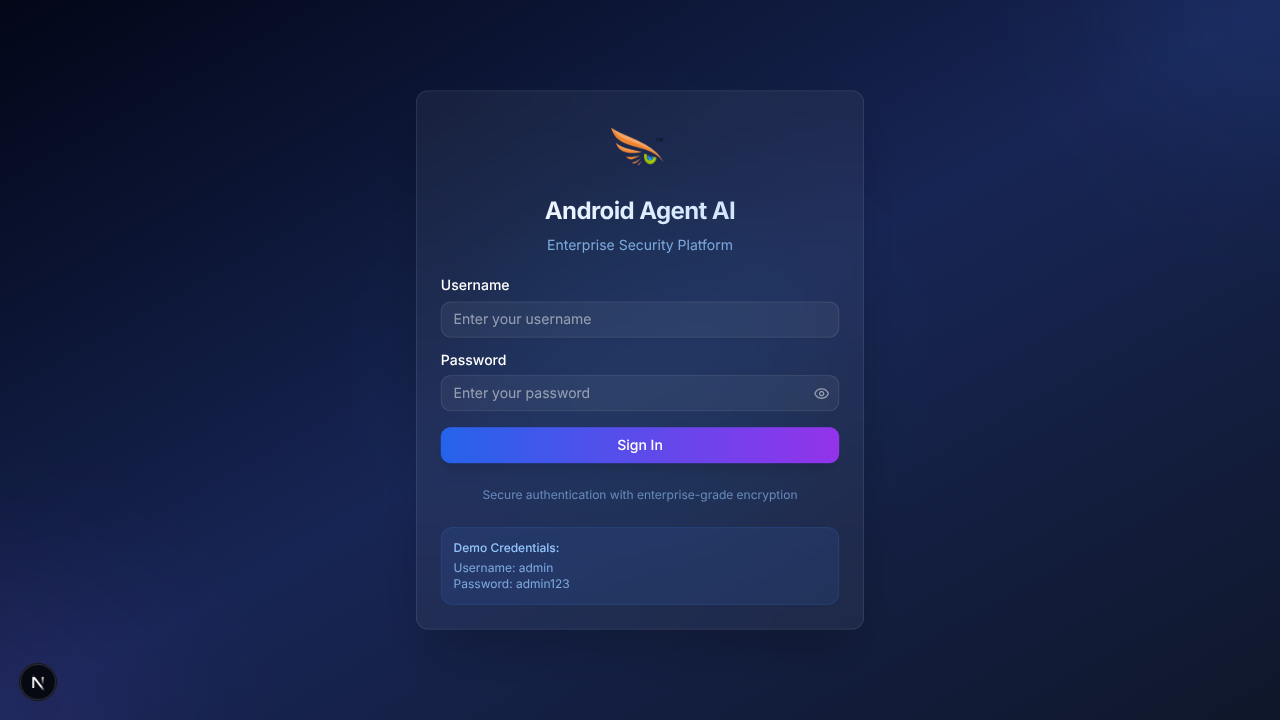 Android Agent AI
Enterprise Security Platform
Username
Enter your username
Password
Enter your password
Sign In
Secure authentication with enterprise-grade encryption
Demo Credentials:
Username: admin
Password: admin123
N